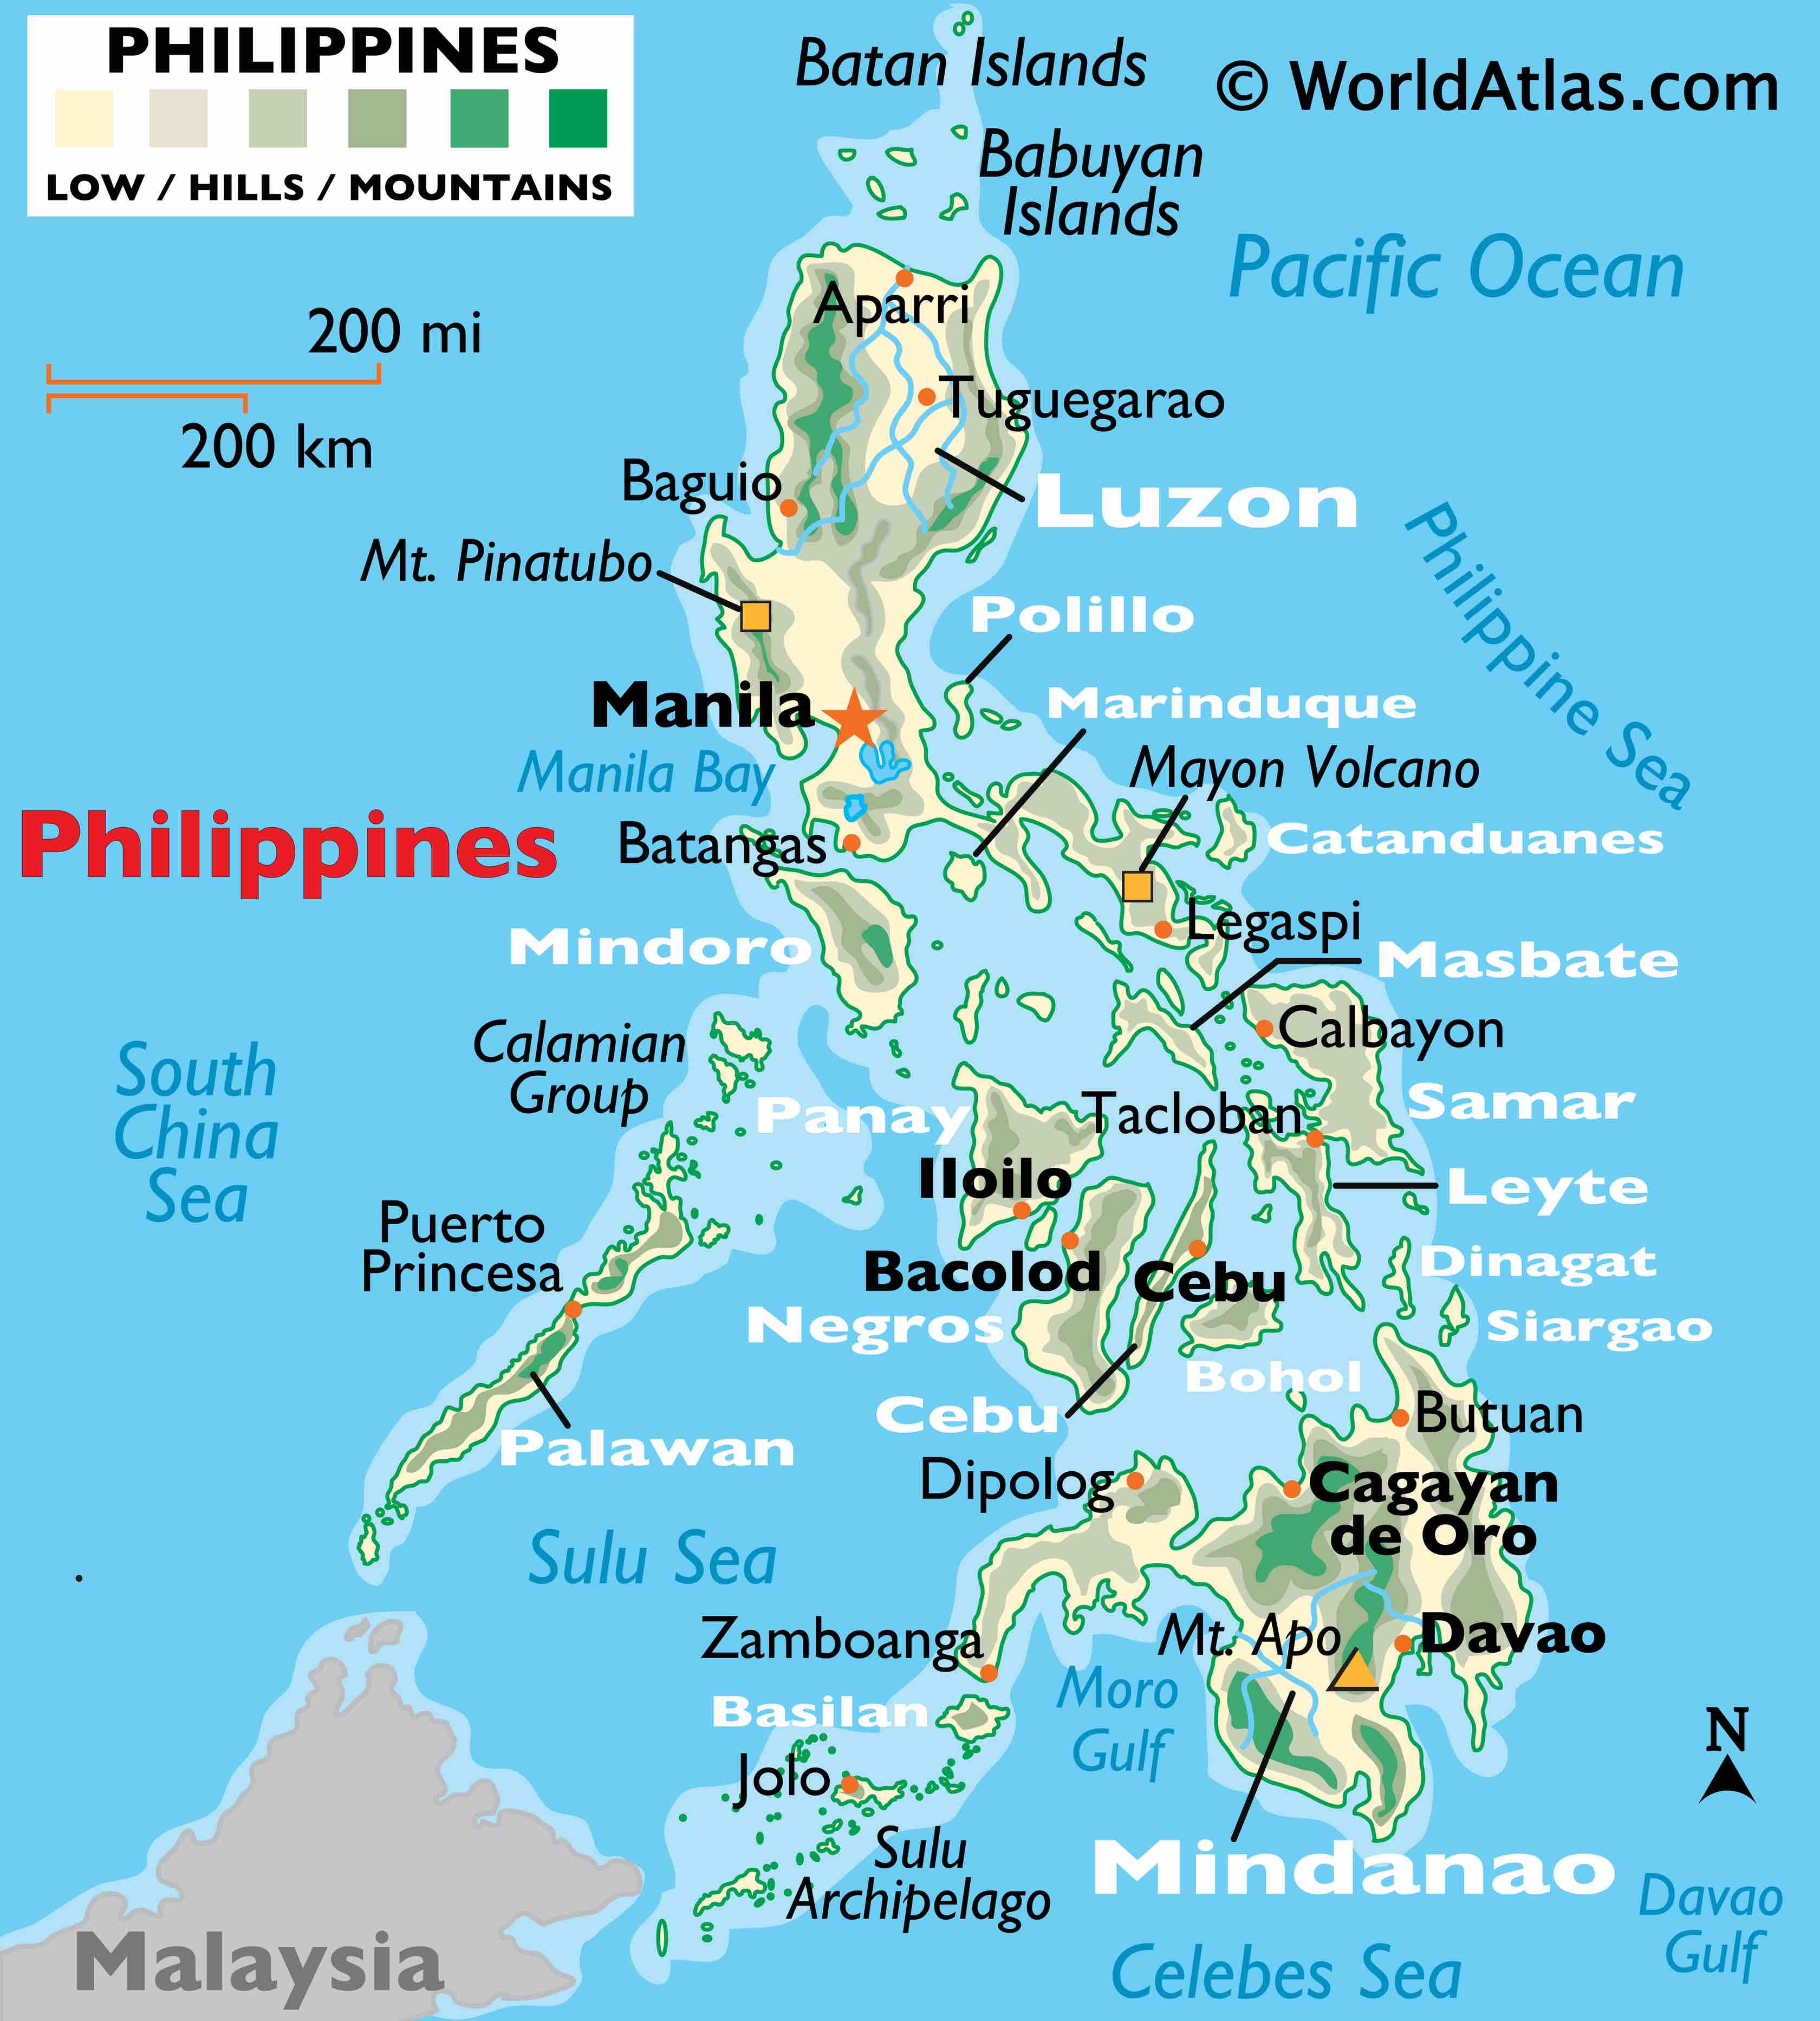 PHILIPPINES
LOW / HILLS / MOUNTAINS
Batan Islands
© WorldAtlas.com
Babuyan
Islands
Pacific Ocean
200 mi
200 km
Aparri
Tuguegarao
Baguio
Luzon
Mt. Pinatubo
Philippine Sea
Polillo
Manila
Marinduque
Manila Bay
Mayon Volcano
Philippines
Batangas
Catanduanes
Legaspi
Mindoro
Masbate
Calamian
Group
Calbayon
South
China
Sea
Panay
Tacloban
Samar
Iloilo
Leyte
Puerto
Princesa
Bacolod
Cebu
Dinagat
Negros
Siargao
Bohol
Cebu
Butuan
Palawan
Dipolog
Cagayan
de Oro
Sulu Sea
Zamboanga
Mt. Apo
Davao
Moro
Gulf
Basilan
N
Jolo
Sulu
Archipelago
Mindanao
Davao
Gulf
Malaysia
Celebes Sea